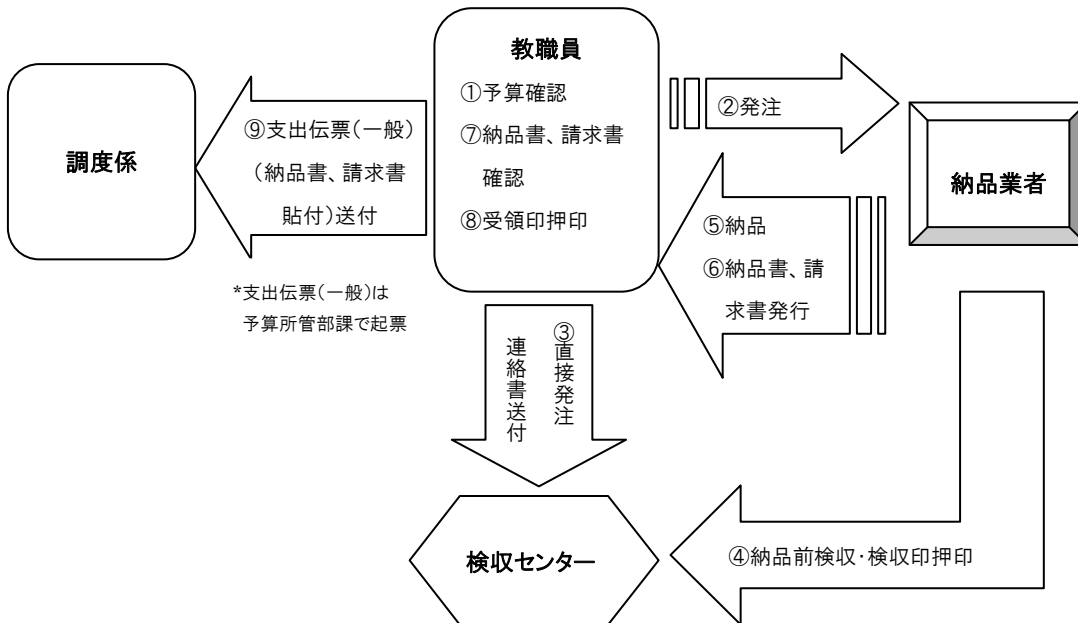 教職員
①予算確認
⑦納品書、請求書
確認
⑧受領印押印
調度係
⑨支出伝票(一般)
(納品書、請求書
貼付)送付
*支出伝票(一般)は
予算所管部課で起票
②発注
納品業者
⑤納品
⑥納品書、請
求書発行
③直接発注
連絡書送付
④納品前検収・検収印押印
検収センター